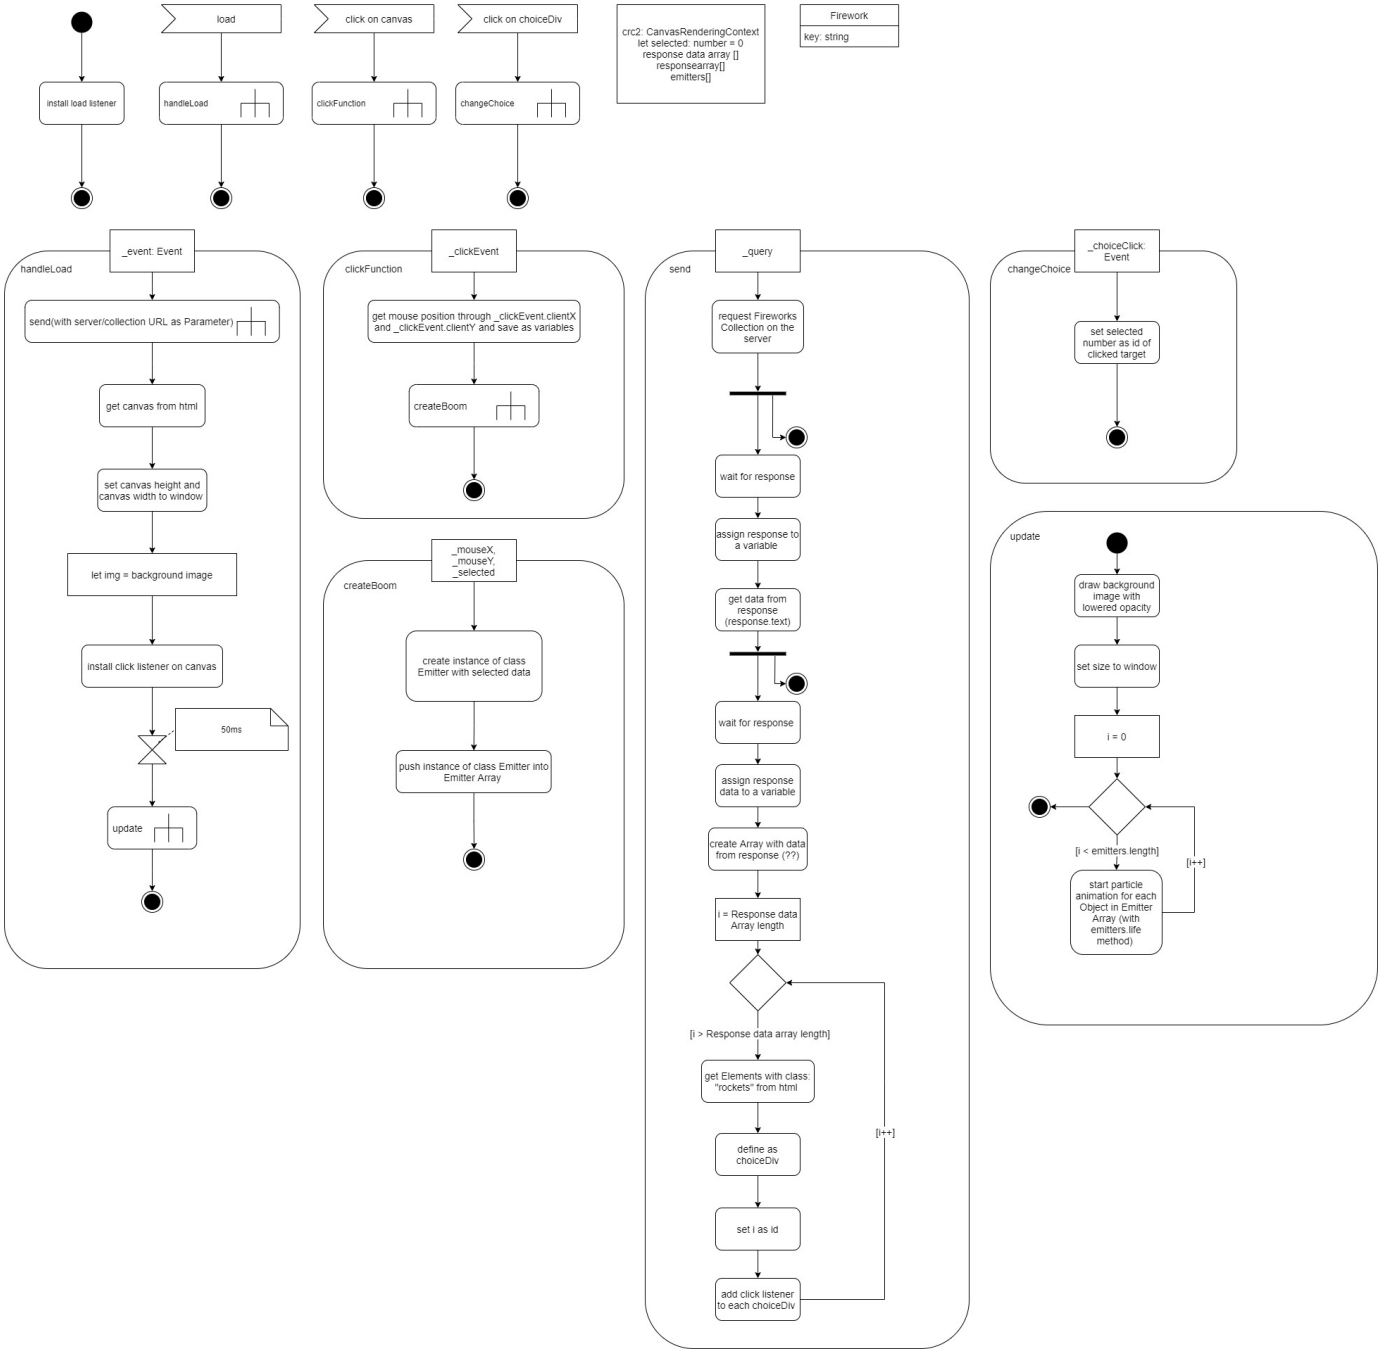 load
click on canvas
click on choiceDiv
crc2: CanvasRenderingContext
let selected: number = 0
response data array []
responsearray[]
emitters[]
Firework
key: string
install load listener
handleLoad
clickFunction
changeChoice
_event: Event
handleLoad
send(with server/collection URL as Parameter)
get canvas from html
set canvas height and
canvas width to window
let img = background image
install click listener on canvas
50ms
update
_clickEvent
clickFunction
get mouse position through _clickEvent.clientX
and _clickEvent.clientY and save as variables
createBoom
_mouseX,
_mouseY,
_selected
createBoom
create instance of class
Emitter with selected data
push instance of class Emitter into
Emitter Array
_query
send
request Fireworks
Collection on the
server
wait for response
assign response to
a variable
get data from
response
(response.text)
wait for response
assign response
data to a variable
create Array with data
from response (??)
i = Response data
Array length
[i > Response data array length]
get Elements with class:
"rockets" from html
define as
choiceDiv
set i as id
add click listener
to each choiceDiv
[i++]
_choiceClick:
Event
changeChoice
set selected
number as id of
clicked target
update
draw background
image with
lowered opacity
set size to window
i = 0
[i < emitters.length]
[i++]
start particle
animation for each
Object in Emitter
Array (with
emitters.life
method)